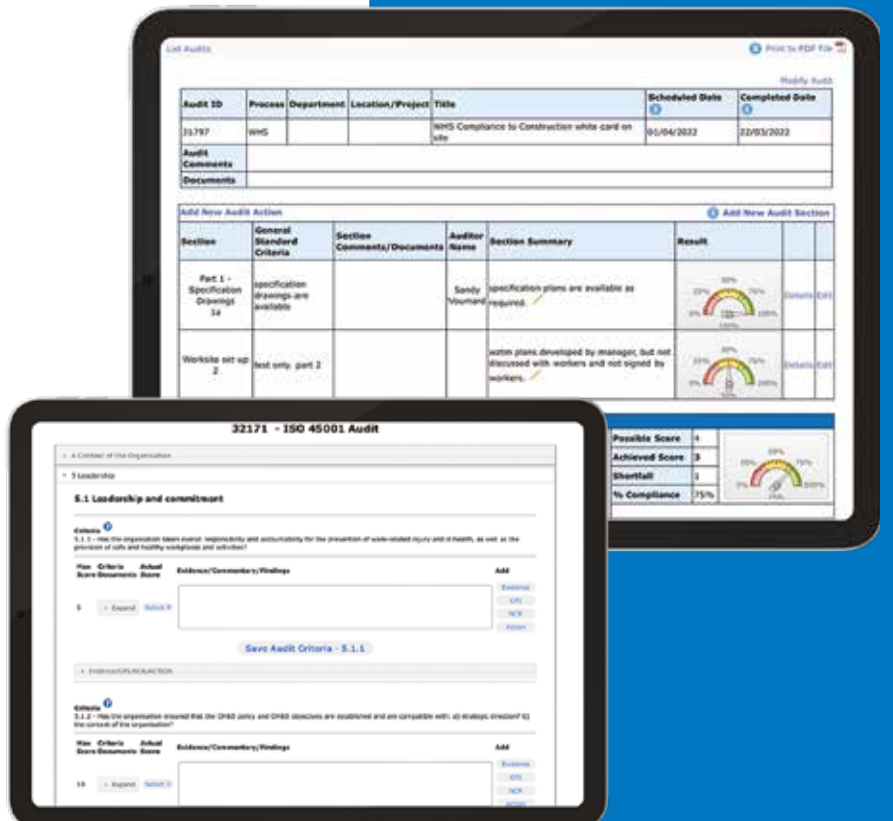 List Audits
Print to PDF File
Modify Audit
Audit ID Process Department Location/Project Title Scheduled Date Completed Date
31797 WHS WHS Compliance to Construction white card on site 01/04/2022 22/03/2022
Audit Comments
Documents
Add New Audit Action
Add New Audit Section
Section General Standard Criteria Section Comments/Documents Auditor Name Section Summary Result
Part 1 - Specification Drawings 1a specification drawings are available Sandy specification plans are available as required. Details Edit
Worksite set up 2 test only. part 2 plans developed by manager, but not discussed with workers and not signed by workers. Details Edit
Possible Score 4
Achieved Score 3
Shortfall 1
% Compliance 75%
32171 - ISO 45001 Audit
4 Context of the Organisation
5 Leadership
5.1 Leadership and commitment
Criteria
5.1.1 - Has the organisation taken overall responsibility and accountability for the prevention of work-related injury and ill-health, as well as the
provision of safe and healthy workplaces and activities?
Max Score Criteria Documents Actual Score Evidence/Commentary/Findings Add
5 Expand Select
Evidence
OFI
NCR
Action
Save Audit Criteria - 5.1.1
Evidence/OFI/NCR/ACTION
Criteria
5.1.2 - Has the organisation ensured that the OH&S policy and OH&S objectives are established and are compatible with: a) strategic direction? b)
the context of the organisation?
Max Score Criteria Documents Actual Score Evidence/Commentary/Findings Add
10 Expand Select
Evidence
OFI
NCR
Action